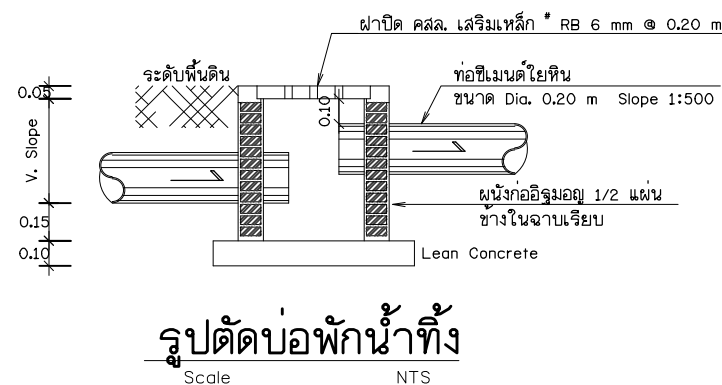 ฝาปิด คสล. เสริมเหล็ก # RB 6 mm @ 0.20 m
ระดับพื้นดิน
ท่อซีเมนต์ใยหิน
ขนาด Dia. 0.20 m Slope 1:500
0.05
0.10
V. Slope
ผนังก่ออิฐมอญ 1/2 แผ่น
ข้างในฉาบเรียบ
0.15
0.10
Lean Concrete
รูปตัดบ่อพักน้ำทิ้ง
Scale NTS